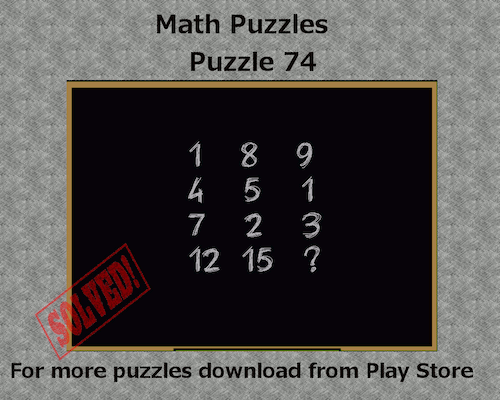 Math Puzzles
Puzzle 74
1 8 9
4 5 1
7 2 3
12 15 ?
SOLVED!
For more puzzles download from Play Store